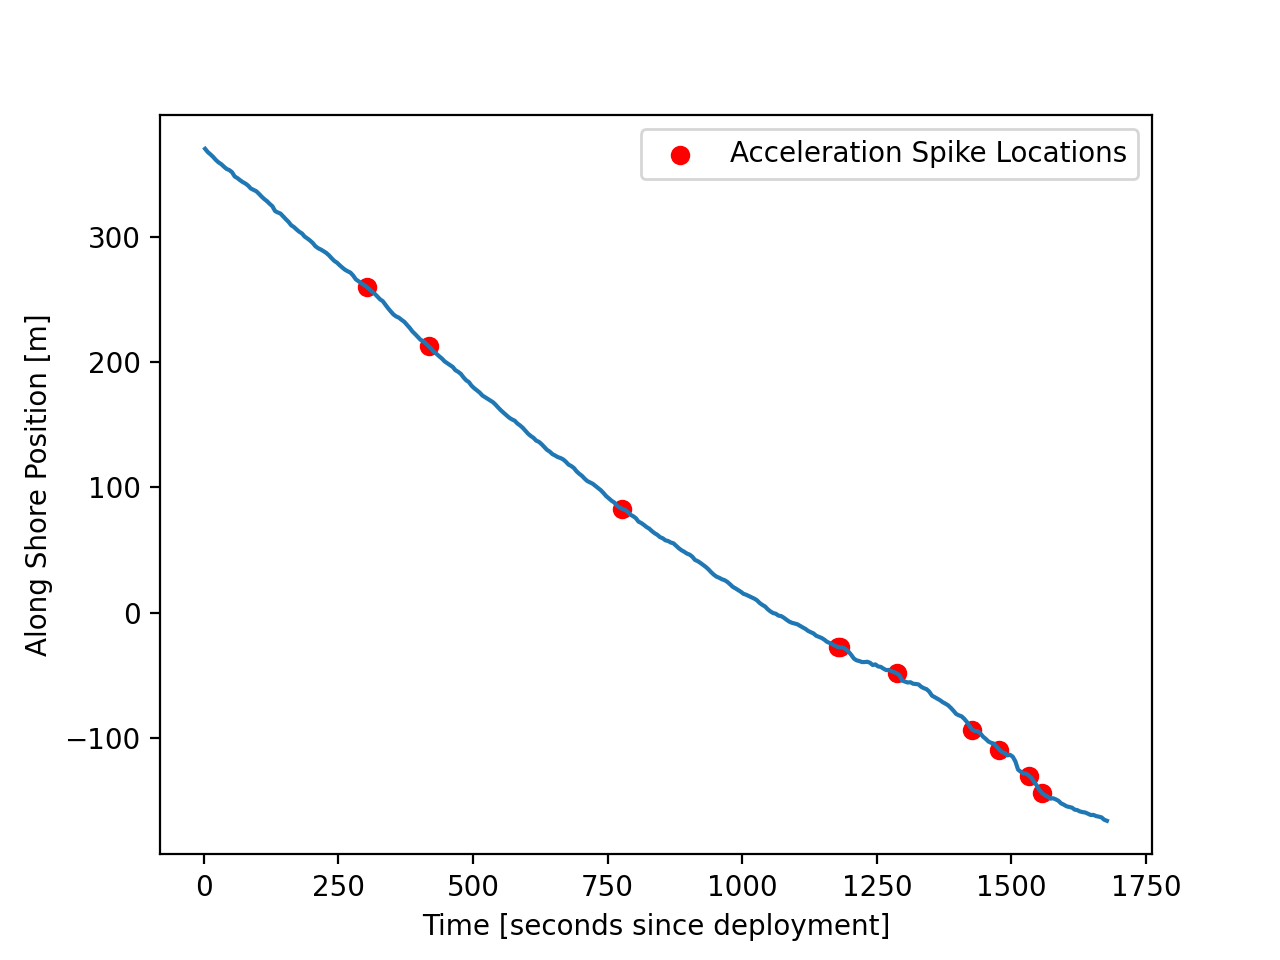 Acceleration Spike Locations
300
200
100
0
−100
Along Shore Position [m]
0 250 500 750 1000 1250 1500 1750
Time [seconds since deployment]